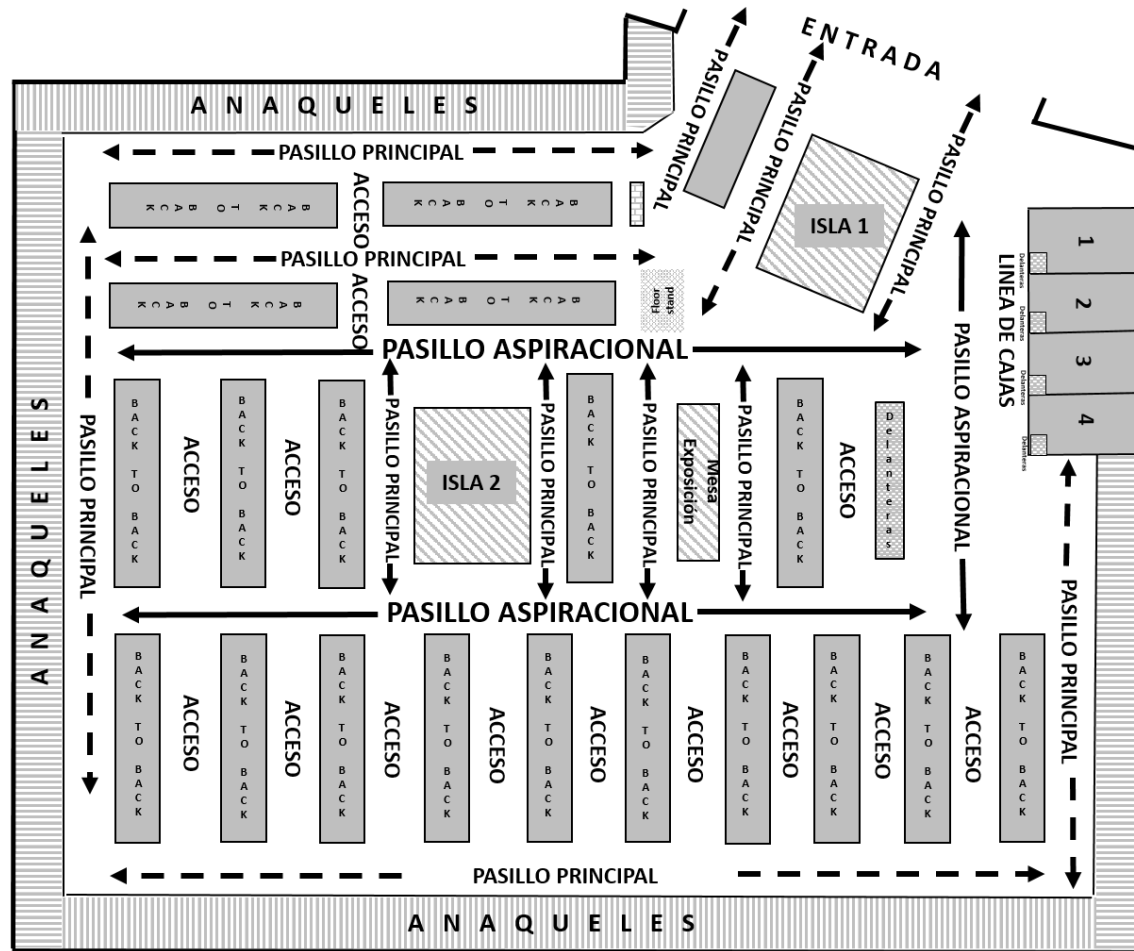 ENTRADA
ANAQUELES
PASILLO PRINCIPAL
PASILLO PRINCIPAL
PASILLO PRINCIPAL
PASILLO PRINCIPAL
BACK TO BACK
ACCESO
BACK TO BACK
ISLA 1
PASILLO PRINCIPAL
BACK TO BACK
ACCESO
BACK TO BACK
Floor stand
PASILLO ASPIRACIONAL
PASILLO ASPIRACIONAL
LINEA DE CAJAS
1
Delanteras
2
Delanteras
3
Delanteras
4
Delanteras
ANAQUELES
PASILLO PRINCIPAL
BACK TO BACK
ACCESO
BACK TO BACK
ACCESO
BACK TO BACK
PASILLO PRINCIPAL
ISLA 2
PASILLO PRINCIPAL
BACK TO BACK
PASILLO PRINCIPAL
Mesa
Exposición
PASILLO PRINCIPAL
BACK TO BACK
ACCESO
Delanteras
PASILLO ASPIRACIONAL
BACK TO BACK
ACCESO
BACK TO BACK
ACCESO
BACK TO BACK
ACCESO
BACK TO BACK
ACCESO
BACK TO BACK
ACCESO
BACK TO BACK
ACCESO
BACK TO BACK
ACCESO
BACK TO BACK
ACCESO
BACK TO BACK
ACCESO
BACK TO BACK
PASILLO PRINCIPAL
PASILLO PRINCIPAL
ANAQUELES